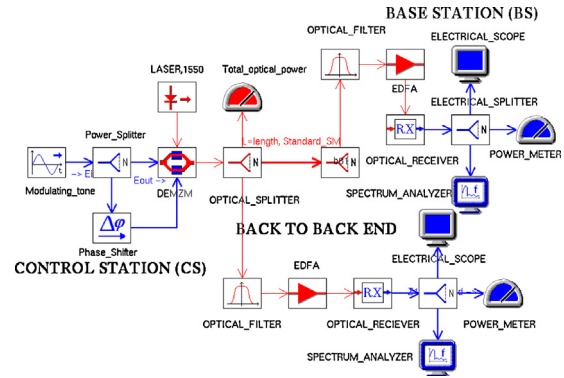 BASE STATION (BS)
OPTICAL_FILTER
ELECTRICAL_SCOPE
LASER,1550
Total_optical_power
EDFA
ELECTRICAL_SPLITTER
Power_Splitter
L=length, Standard_SM
N
N
RX
N
Modulating_tone
Eout ->
DEMZM
OPTICAL_RECEIVER
POWER_METER
OPTICAL_SPLITTER
SPECTRUM_ANALYZER
Δφ
Phase_Shifter
BACK TO BACK END
CONTROL STATION (CS)
ELECTRICAL_SCOPE
EDFA
RX
N
OPTICAL_FILTER
OPTICAL_RECIEVER
POWER_METER
SPECTRUM_ANALYZER